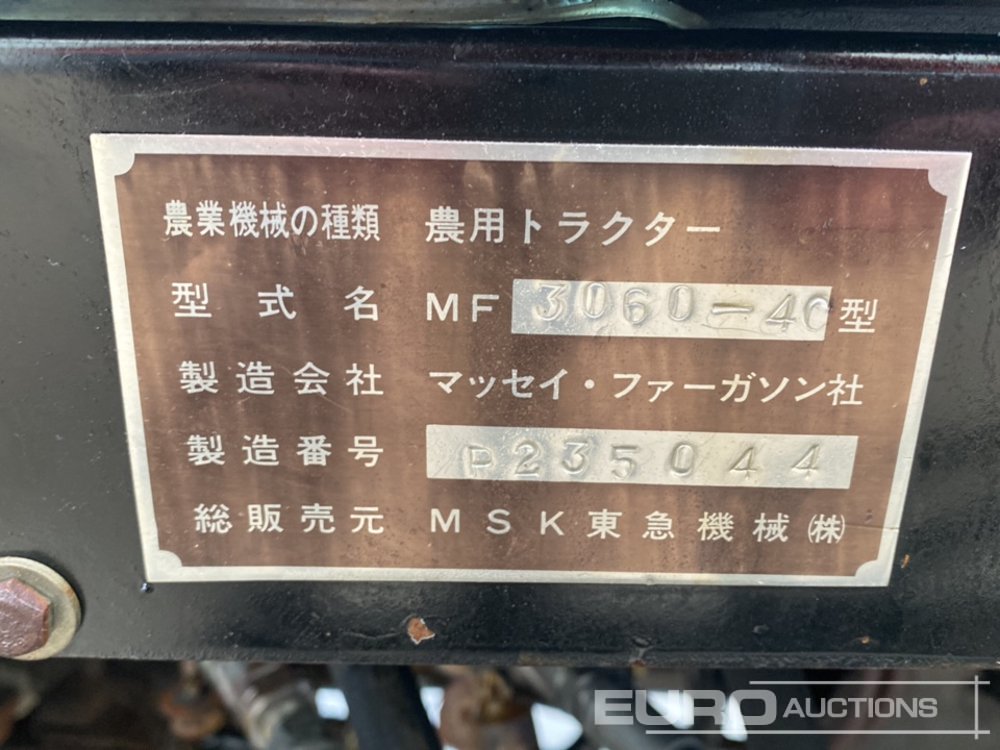 農業機械の種類 農用トラクター
型式名 MF 3060-4C 型
製造会社 マッセイ・ファーガソン社
製造番号 P235044
総販売元 MSK東急機械(株)
EURO AUCTIONS